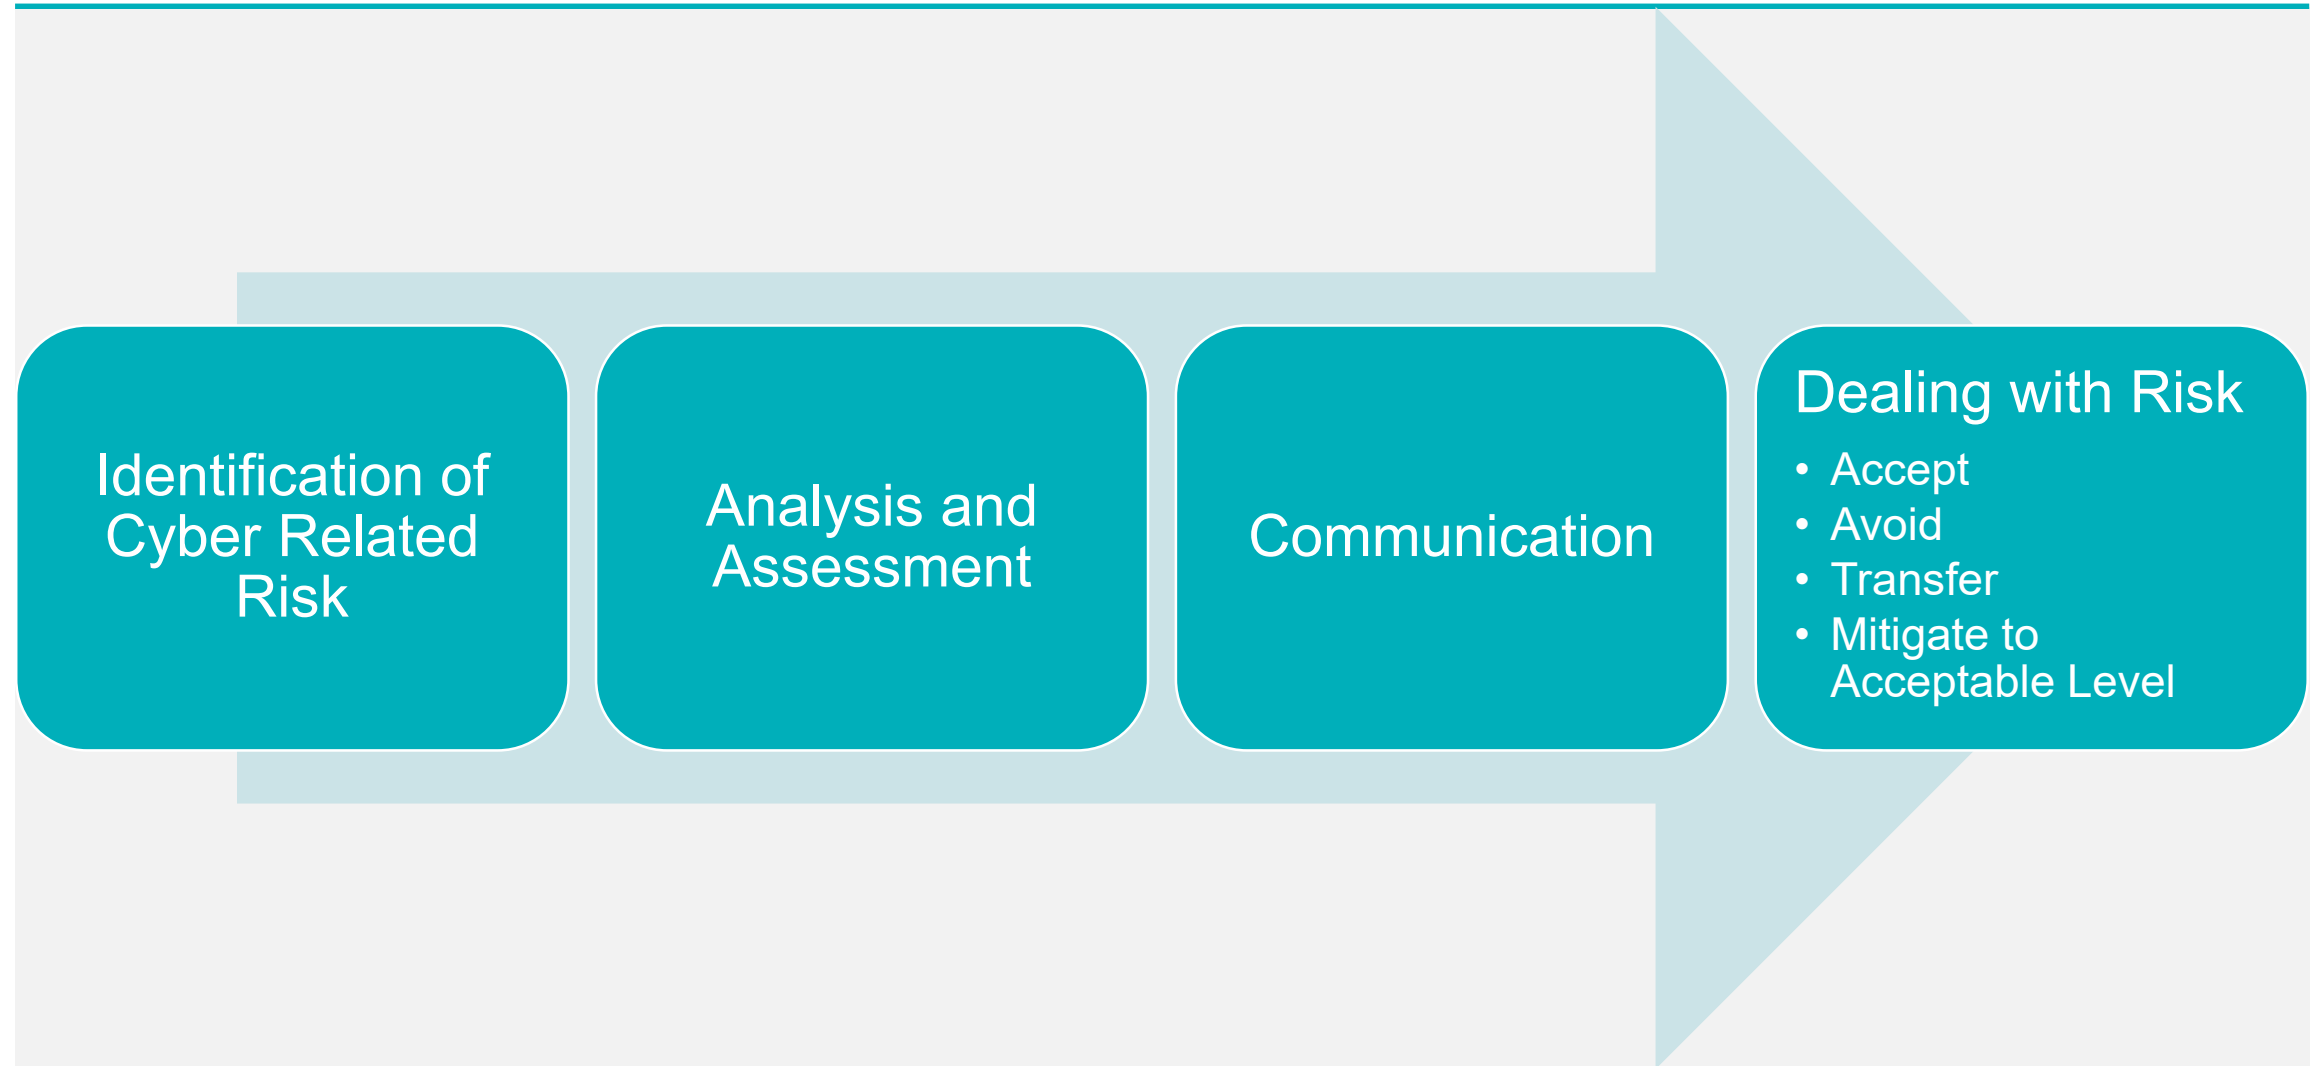 Identification of
Cyber Related
Risk
Analysis and
Assessment
Communication
Dealing with Risk
• Accept
• Avoid
• Transfer
• Mitigate to
Acceptable Level